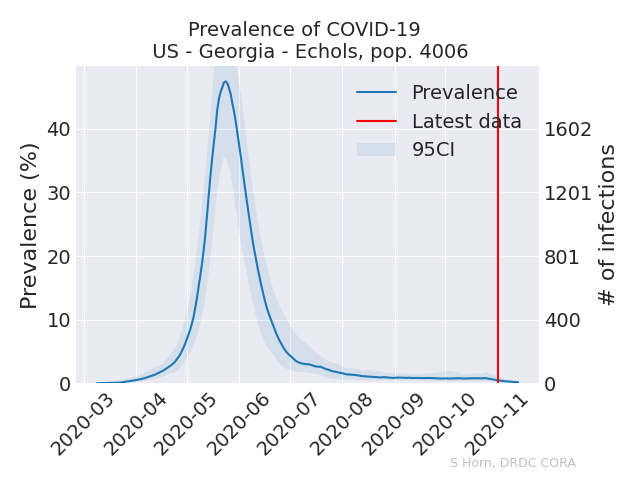 Prevalence of COVID-19
US - Georgia - Echols, pop. 4006
Prevalence
Latest data
95CI
Prevalence (%)
40
30
20
10
0
1602
1201
801
400
0
# of infections
2020-03
2020-04
2020-05
2020-06
2020-07
2020-08
2020-09
2020-10
2020-11
S Horn, DRDC CORA